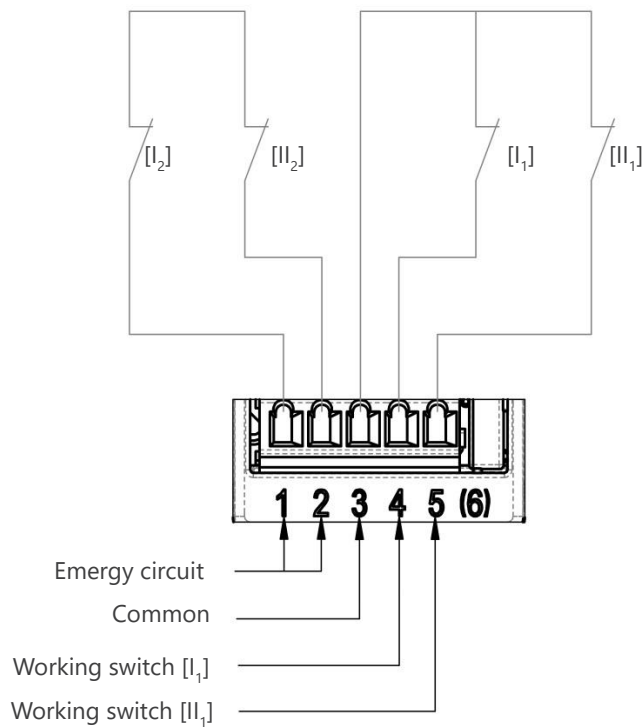 [I₂] [II₂] [I₁] [II₁]
1 2 3 4 5 (6)
Emergy circuit
Common
Working switch [I₁]
Working switch [II₁]